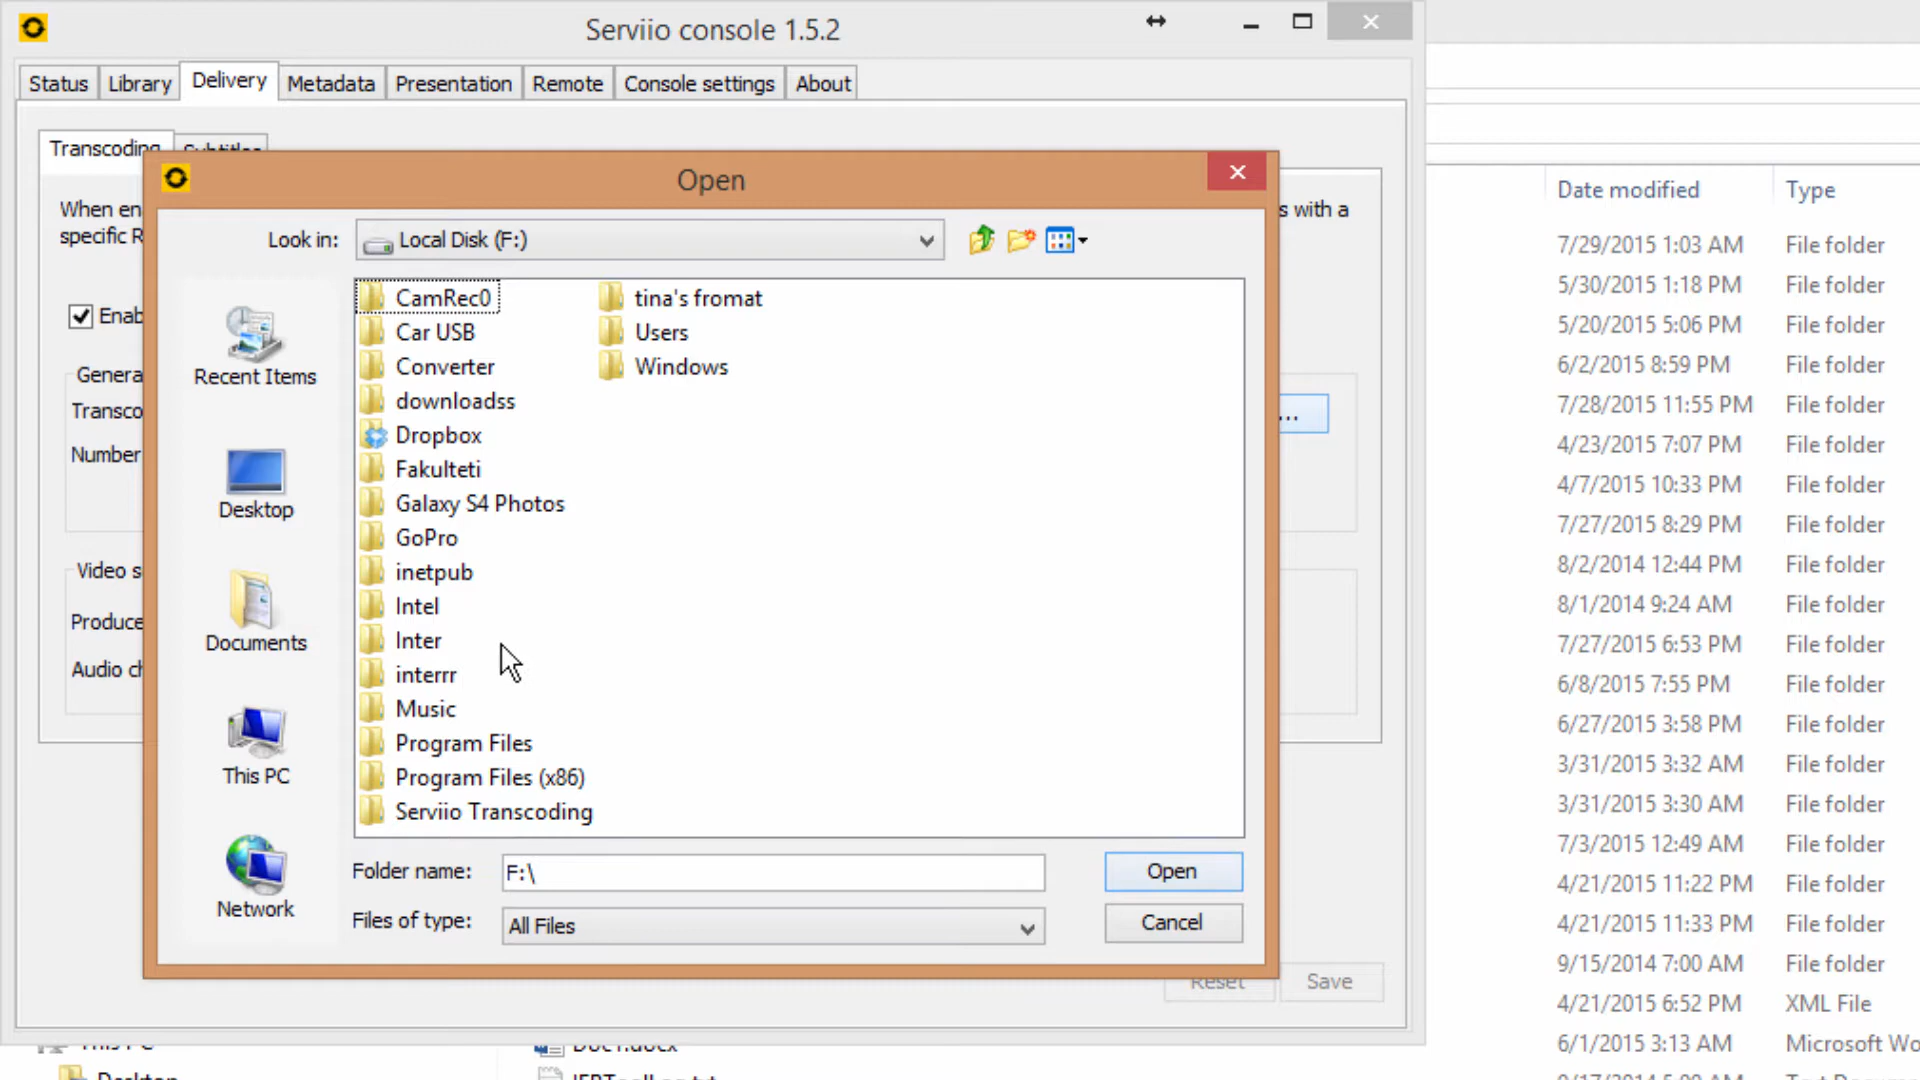 Serviio console 1.5.2
Status Library Delivery Metadata Presentation Remote Console settings About
Transcoding Subtitles
When en
specific R
s with a
Enab
Genera
Transco
...
Number
Video s
Produce
Audio ch
Open
Look in: Local Disk (F:)
Recent Items
Desktop
Documents
This PC
Network
CamRec0
Car USB
Converter
downloadss
Dropbox
Fakulteti
Galaxy S4 Photos
GoPro
inetpub
Intel
Inter
interrr
Music
Program Files
Program Files (x86)
Serviio Transcoding
tina's fromat
Users
Windows
Folder name: F:\ Open
Files of type: All Files Cancel
Reset Save
Date modified Type
7/29/2015 1:03 AM File folder
5/30/2015 1:18 PM File folder
5/20/2015 5:06 PM File folder
6/2/2015 8:59 PM File folder
7/28/2015 11:55 PM File folder
4/23/2015 7:07 PM File folder
4/7/2015 10:33 PM File folder
7/27/2015 8:29 PM File folder
8/2/2014 12:44 PM File folder
8/1/2014 9:24 AM File folder
7/27/2015 6:53 PM File folder
6/8/2015 7:55 PM File folder
6/27/2015 3:58 PM File folder
3/31/2015 3:32 AM File folder
3/31/2015 3:30 AM File folder
7/3/2015 12:49 AM File folder
4/21/2015 11:22 PM File folder
4/21/2015 11:33 PM File folder
9/15/2014 7:00 AM File folder
4/21/2015 6:52 PM XML File
6/1/2015 3:13 AM Microsoft Wo
This PC
Desktop
Doc1.docx